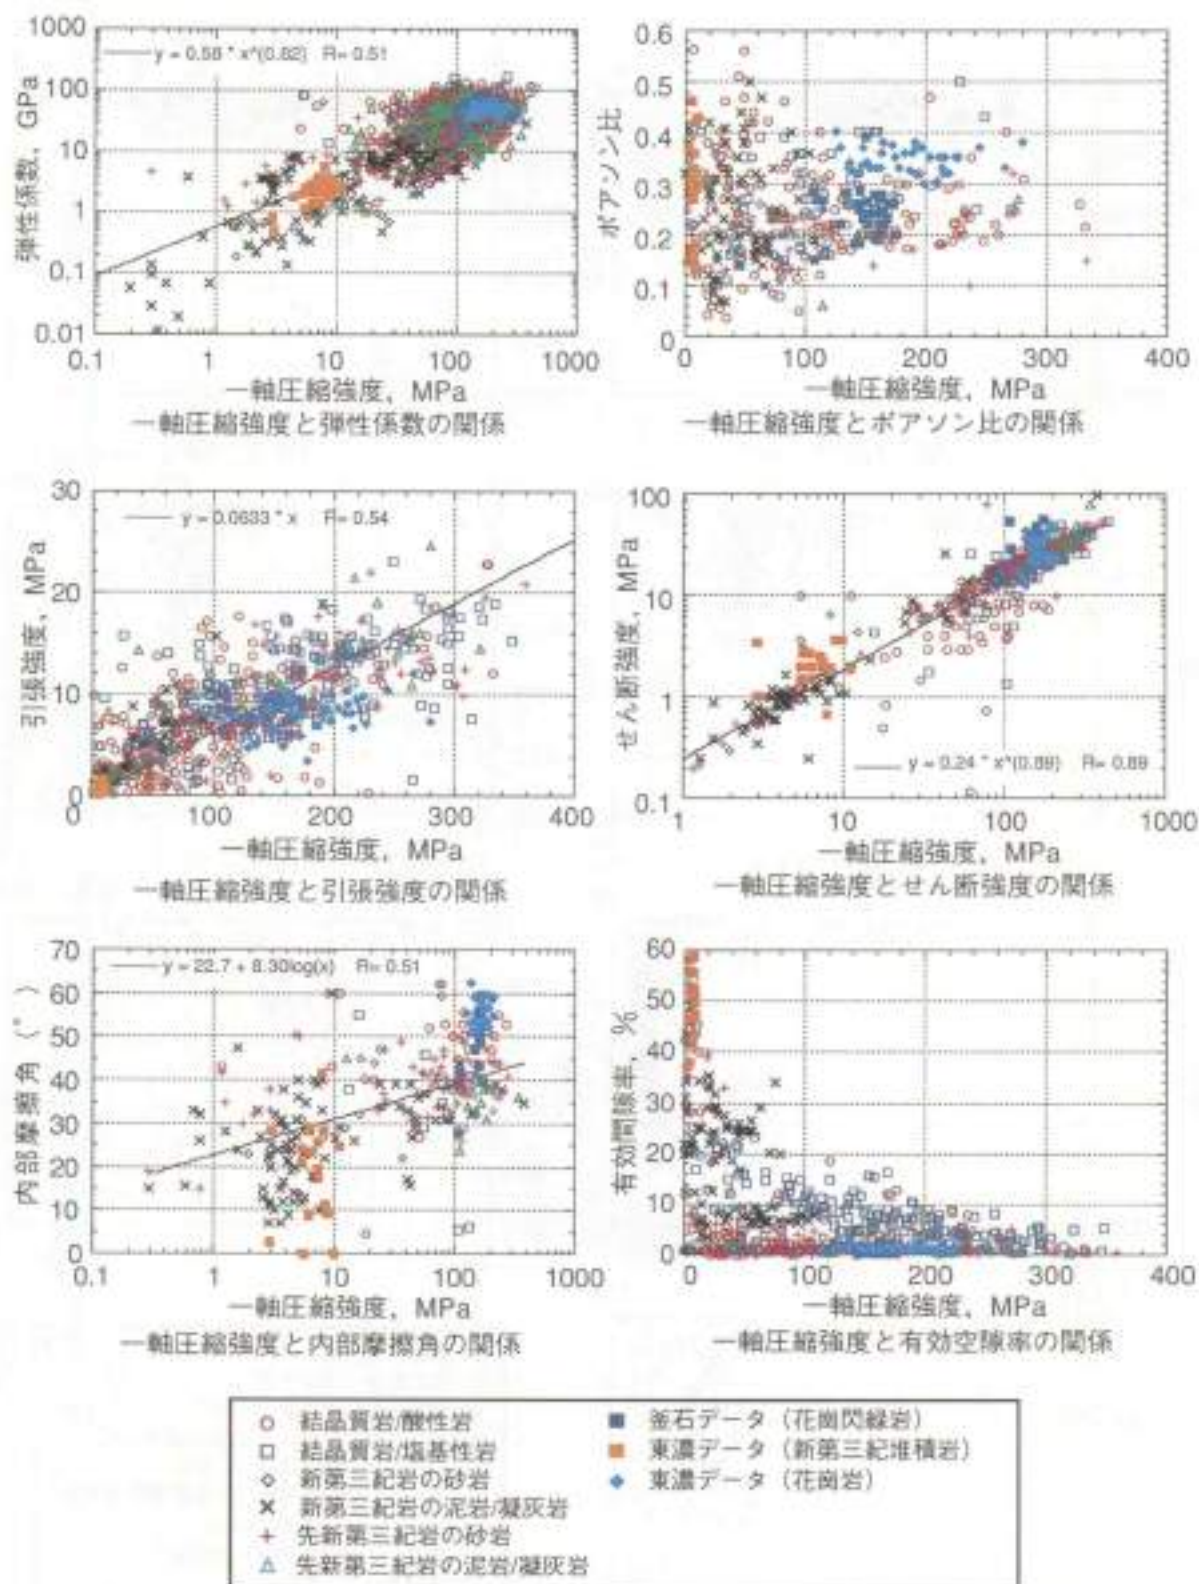 1000
100
10
1
0.1
0.01
弾性係数, GPa
y = 0.58 * x^(0.62) R= 0.51
0.1 1 10 100 1000
一軸圧縮強度, MPa
一軸圧縮強度と弾性係数の関係
0.6
0.5
0.4
0.3
0.2
0.1
0
ポアソン比
0 100 200 300 400
一軸圧縮強度, MPa
一軸圧縮強度とポアソン比の関係
30
20
10
0
引張強度, MPa
y = 0.0633 * x R= 0.54
0 100 200 300 400
一軸圧縮強度, MPa
一軸圧縮強度と引張強度の関係
100
10
1
0.1
せん断強度, MPa
y = 0.24 * x^(0.89) R= 0.89
1 10 100 1000
一軸圧縮強度, MPa
一軸圧縮強度とせん断強度の関係
70
60
50
40
30
20
10
0
内部摩擦角 (°)
y = 22.7 + 8.30log(x) R= 0.51
0.1 1 10 100 1000
一軸圧縮強度, MPa
一軸圧縮強度と内部摩擦角の関係
60
50
40
30
20
10
0
有効間隙率, %
0 100 200 300 400
一軸圧縮強度, MPa
一軸圧縮強度と有効空隙率の関係
結晶質岩/酸性岩
結晶質岩/塩基性岩
新第三紀岩の砂岩
新第三紀岩の泥岩/凝灰岩
先新第三紀岩の砂岩
先新第三紀岩の泥岩/凝灰岩
釜石データ（花崗閃緑岩）
東濃データ（新第三紀堆積岩）
東濃データ（花崗岩）